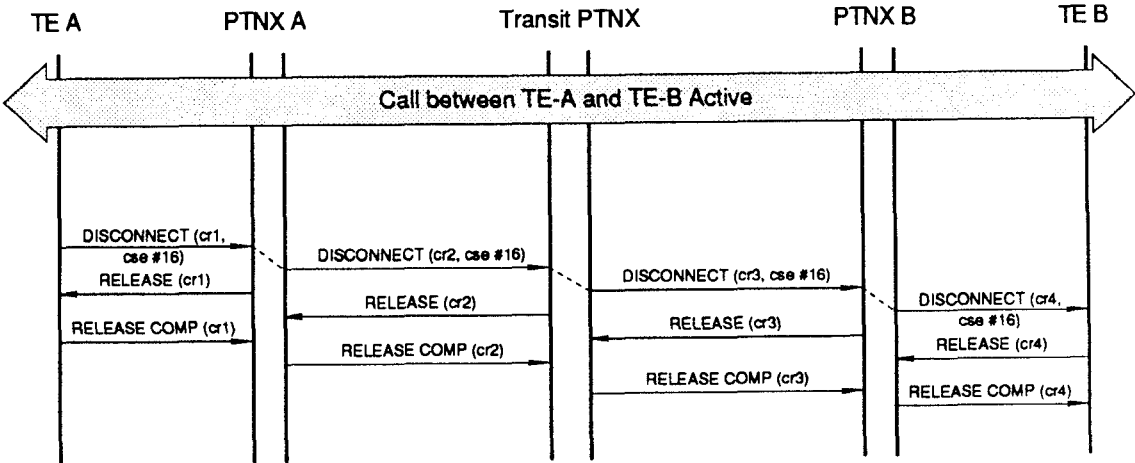 TE A PTNX A Transit PTNX PTNX B TE B
Call between TE-A and TE-B Active
DISCONNECT (cr1,
cse #16)
RELEASE (cr1)
RELEASE COMP (cr1)
DISCONNECT (cr2, cse #16)
RELEASE (cr2)
RELEASE COMP (cr2)
DISCONNECT (cr3, cse #16)
RELEASE (cr3)
RELEASE COMP (cr3)
DISCONNECT (cr4,
cse #16)
RELEASE (cr4)
RELEASE COMP (cr4)